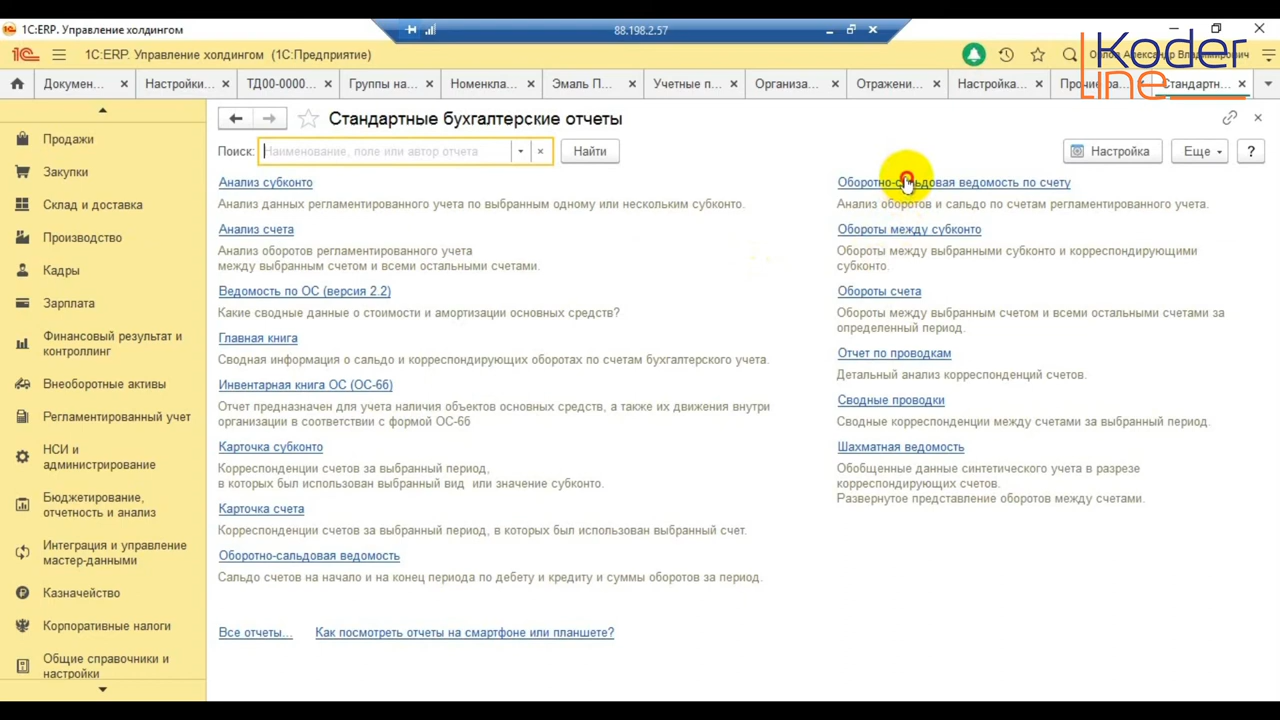 1С:ERP. Управление холдингом
88.198.2.57
1С:ERP. Управление холдингом (1С:Предприятие)
Орлов Александр Владимирович
Koder
Line
Докумен...
Настройки...
ТД00-0000...
Группы на...
Номенкла...
Эмаль П...
Учетные п...
Организа...
Отражени...
Настройка...
Прочие ра...
Стандартн...
Продажи
Закупки
Склад и доставка
Производство
Кадры
Зарплата
Финансовый результат и
контроллинг
Внеоборотные активы
Регламентированный учет
НСИ и
администрирование
Бюджетирование,
отчетность и анализ
Интеграция и управление
мастер-данными
Казначейство
Корпоративные налоги
Общие справочники и
настройки
Стандартные бухгалтерские отчеты
Поиск:
Наименование, поле или автор отчета
Найти
Настройка
Еще
?
Анализ субконто
Анализ данных регламентированного учета по выбранным одному или нескольким субконто.
Анализ счета
Анализ оборотов регламентированного учета
между выбранным счетом и всеми остальными счетами.
Ведомость по ОС (версия 2.2)
Какие сводные данные о стоимости и амортизации основных средств?
Главная книга
Сводная информация о сальдо и корреспондирующих оборотах по счетам бухгалтерского учета.
Инвентарная книга ОС (ОС-6б)
Отчет предназначен для учета наличия объектов основных средств, а также их движения внутри
организации в соответствии с формой ОС-6б
Карточка субконто
Корреспонденции счетов за выбранный период,
в которых был использован выбранный вид или значение субконто.
Карточка счета
Корреспонденции счетов за выбранный период, в которых был использован выбранный счет.
Оборотно-сальдовая ведомость
Сальдо счетов на начало и на конец периода по дебету и кредиту и суммы оборотов за период.
Оборотно-сальдовая ведомость по счету
Анализ оборотов и сальдо по счетам регламентированного учета.
Обороты между субконто
Обороты между выбранными субконто и корреспондирующими
субконто.
Обороты счета
Обороты между выбранным счетом и всеми остальными счетами за
определенный период.
Отчет по проводкам
Детальный анализ корреспонденций счетов.
Сводные проводки
Сводные корреспонденции между счетами за выбранный период.
Шахматная ведомость
Обобщенные данные синтетического учета в разрезе
корреспондирующих счетов.
Развернутое представление оборотов между счетами.
Все отчеты...
Как посмотреть отчеты на смартфоне или планшете?